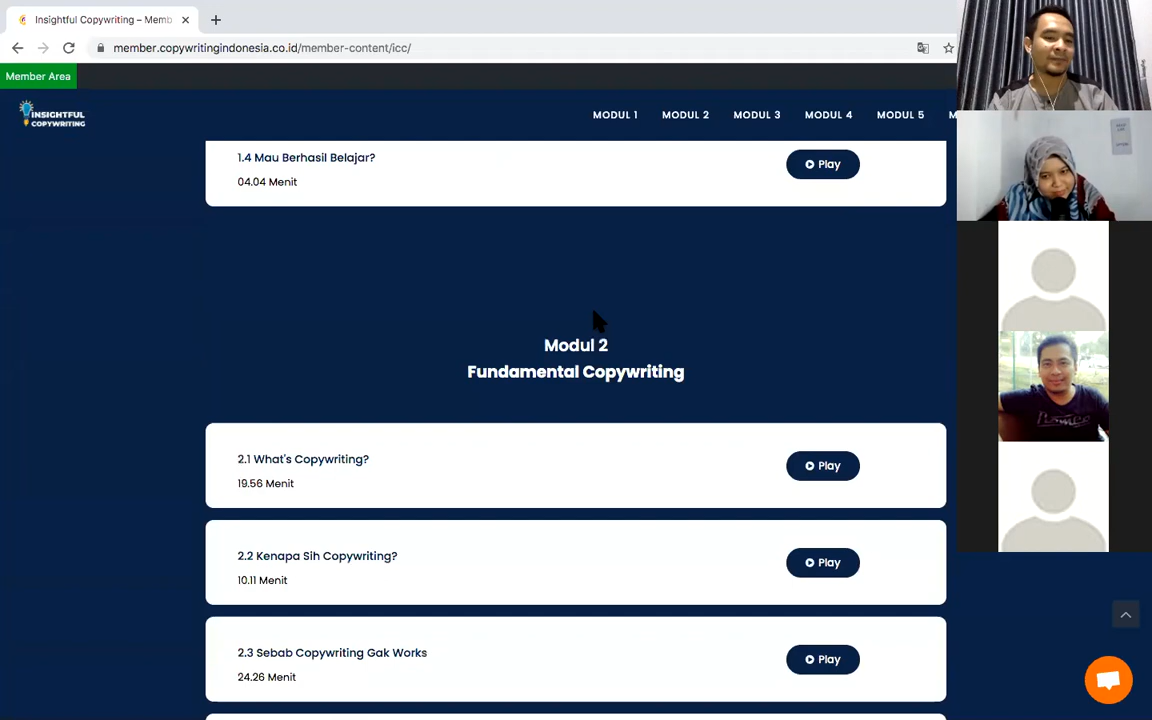 Insightful Copywriting – Memb
member.copywritingindonesia.co.id/member-content/icc/
Member Area
INSIGHTFUL
COPYWRITING
MODUL 1
MODUL 2
MODUL 3
MODUL 4
MODUL 5
M
1.4 Mau Berhasil Belajar?
04.04 Menit
Play
Modul 2
Fundamental Copywriting
2.1 What's Copywriting?
19.56 Menit
Play
2.2 Kenapa Sih Copywriting?
10.11 Menit
Play
2.3 Sebab Copywriting Gak Works
24.26 Menit
Play